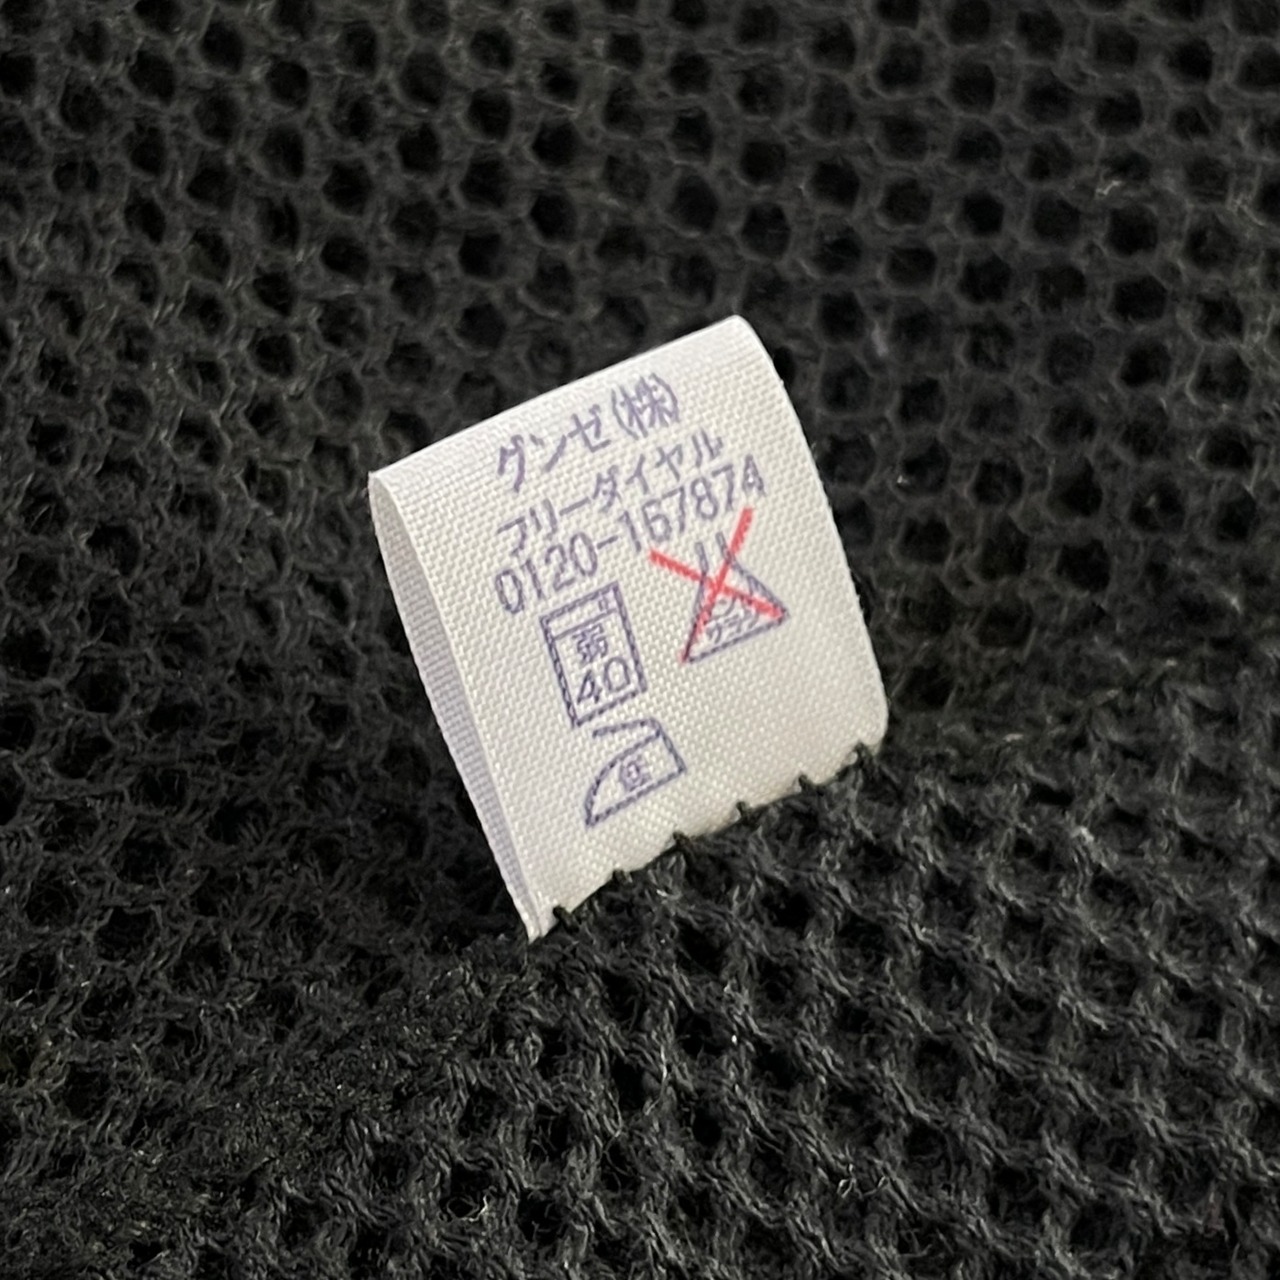 グンゼ(株)
フリーダイヤル
0120-167874
弱
40
低